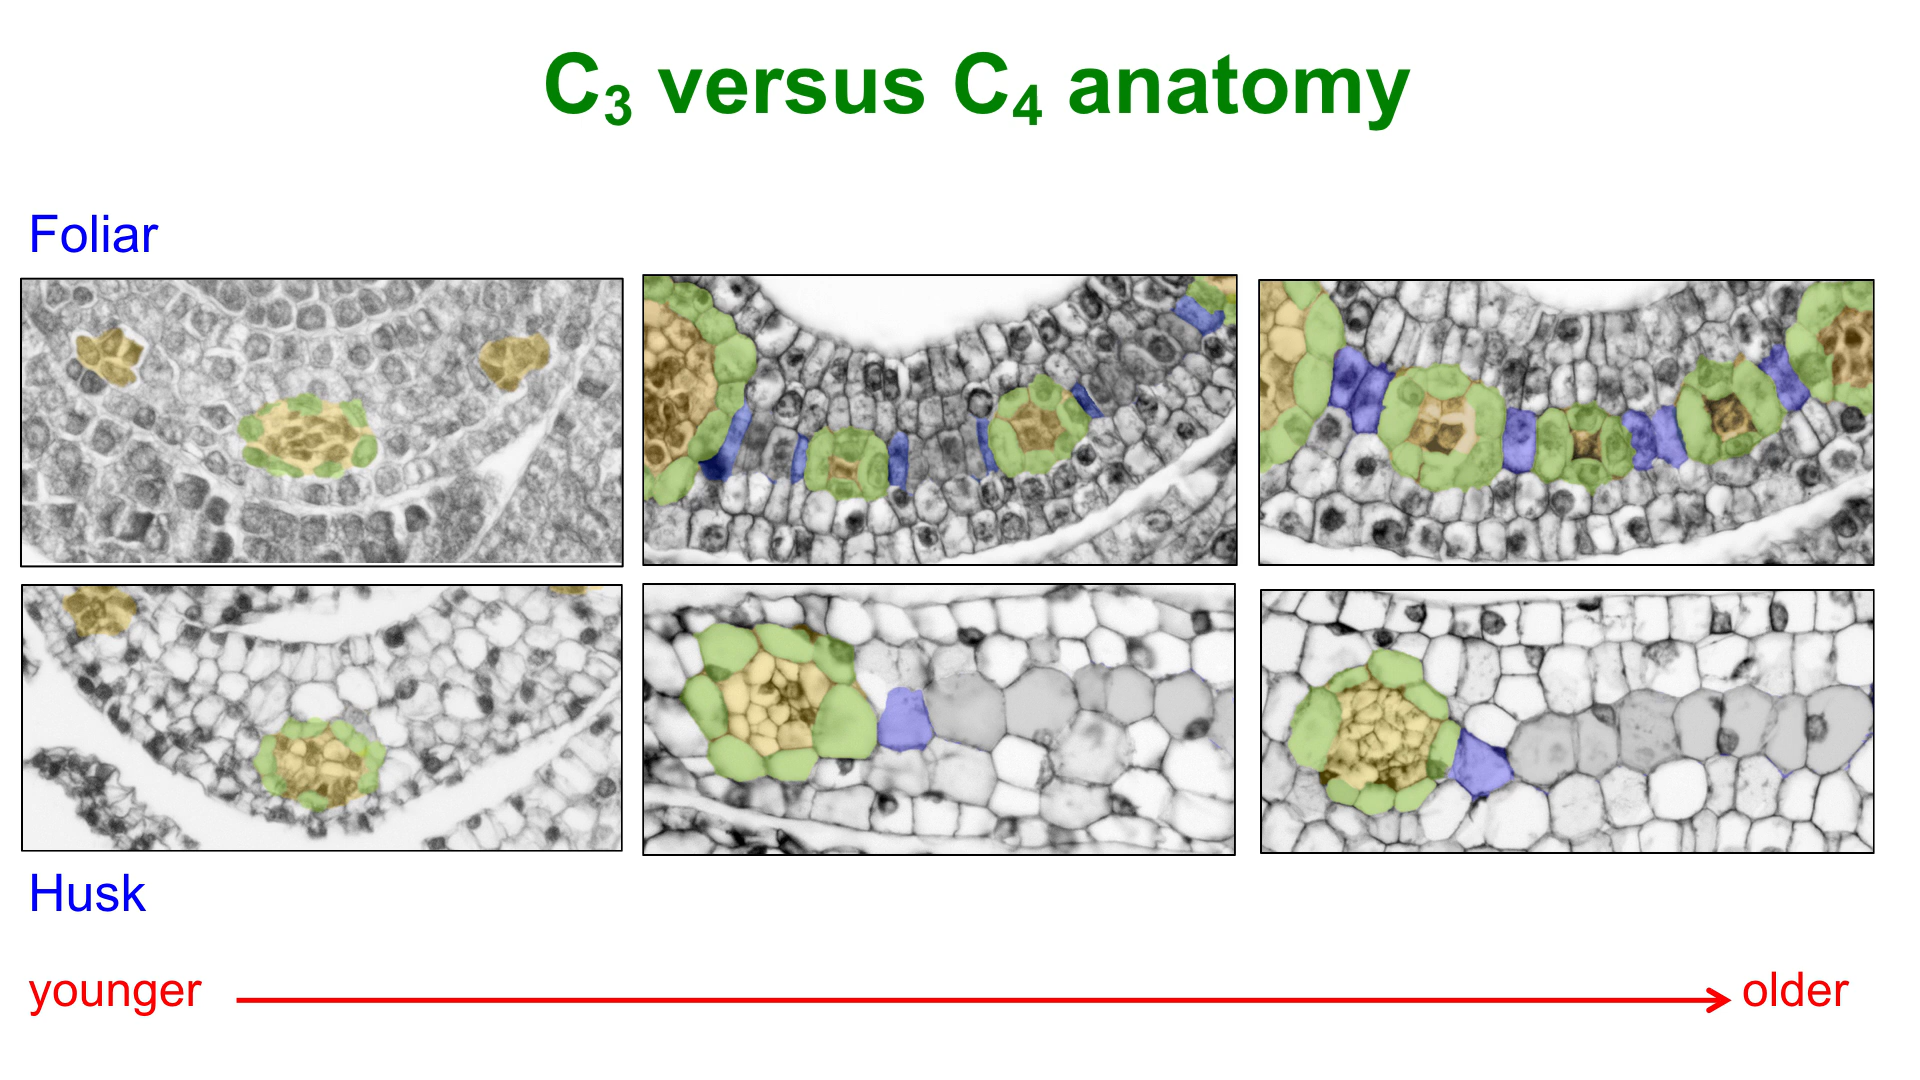 C₃ versus C₄ anatomy
Foliar
Husk
younger
older